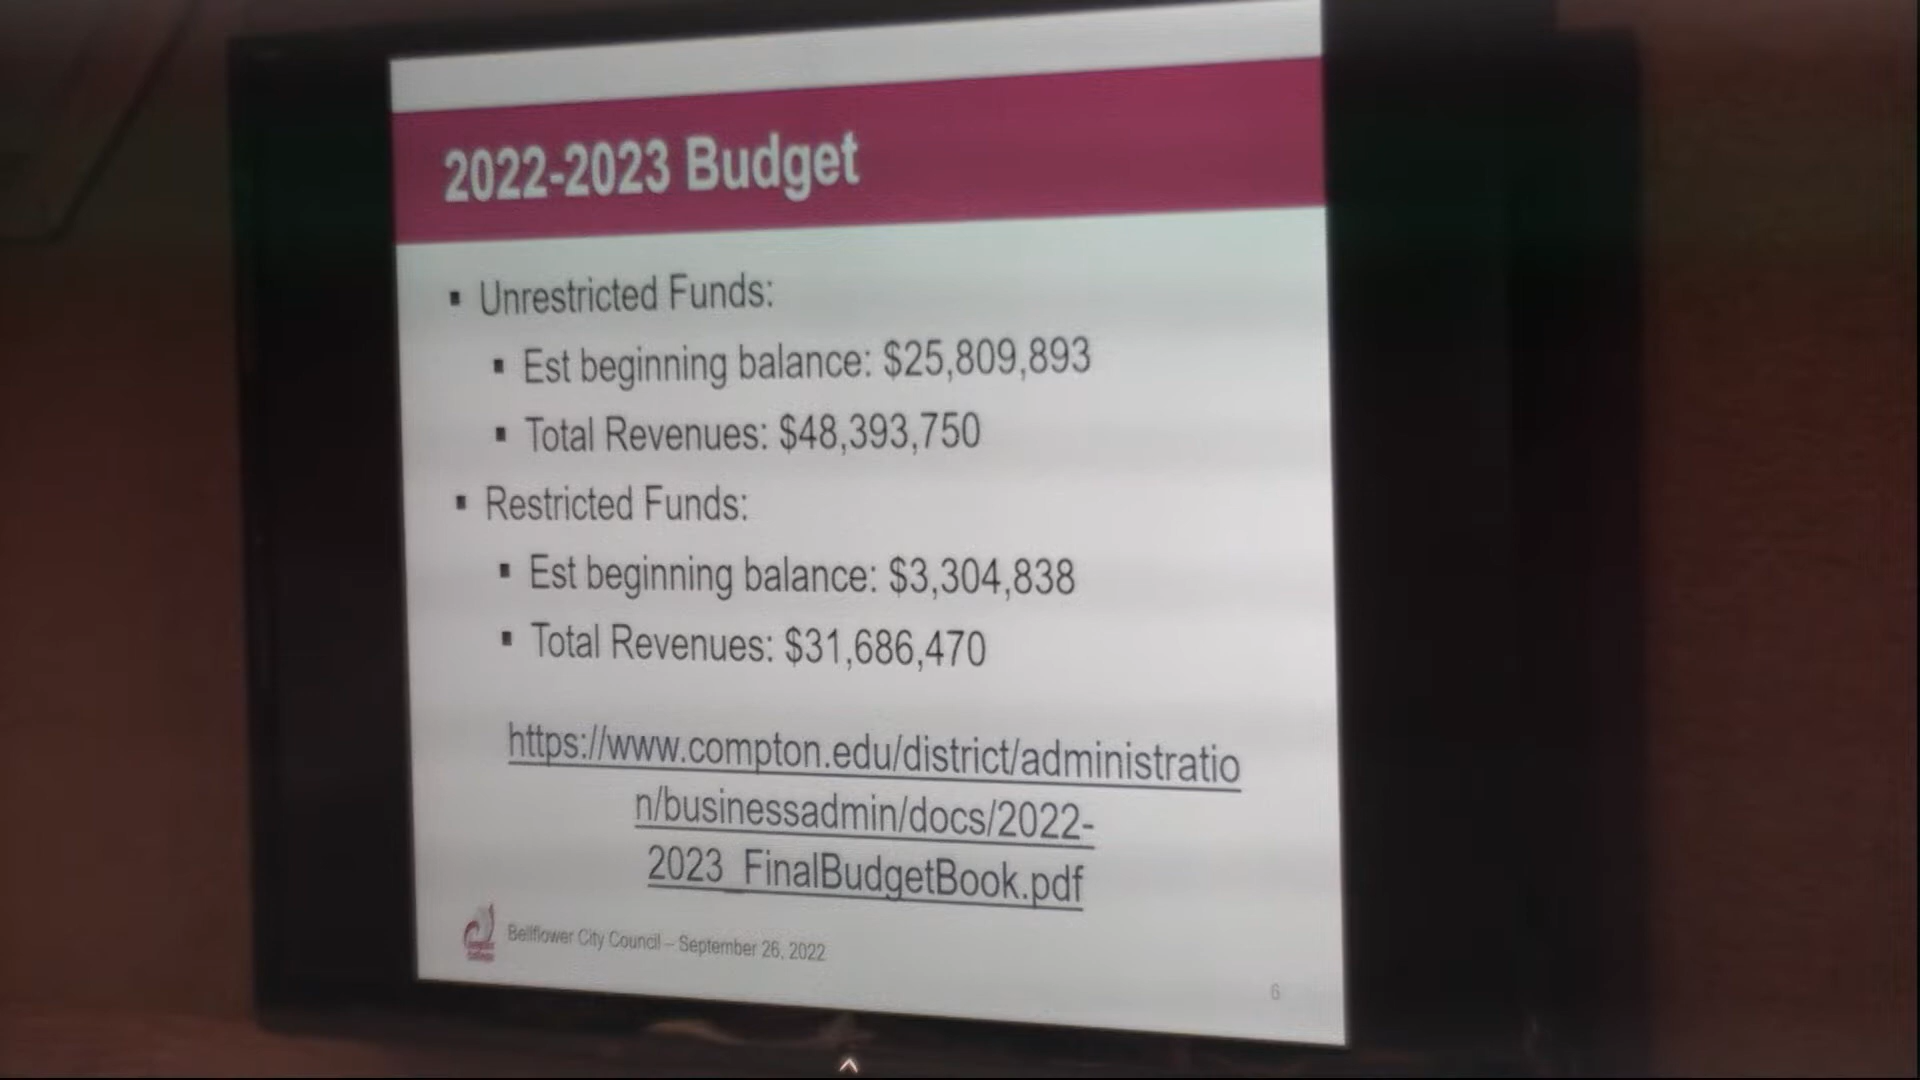 2022-2023 Budget
▪ Unrestricted Funds:
▪ Est beginning balance: $25,809,893
▪ Total Revenues: $48,393,750
▪ Restricted Funds:
▪ Est beginning balance: $3,304,838
▪ Total Revenues: $31,686,470
https://www.compton.edu/district/administratio
n/businessadmin/docs/2022-
2023_FinalBudgetBook.pdf
Bellflower City Council – September 26, 2022
6